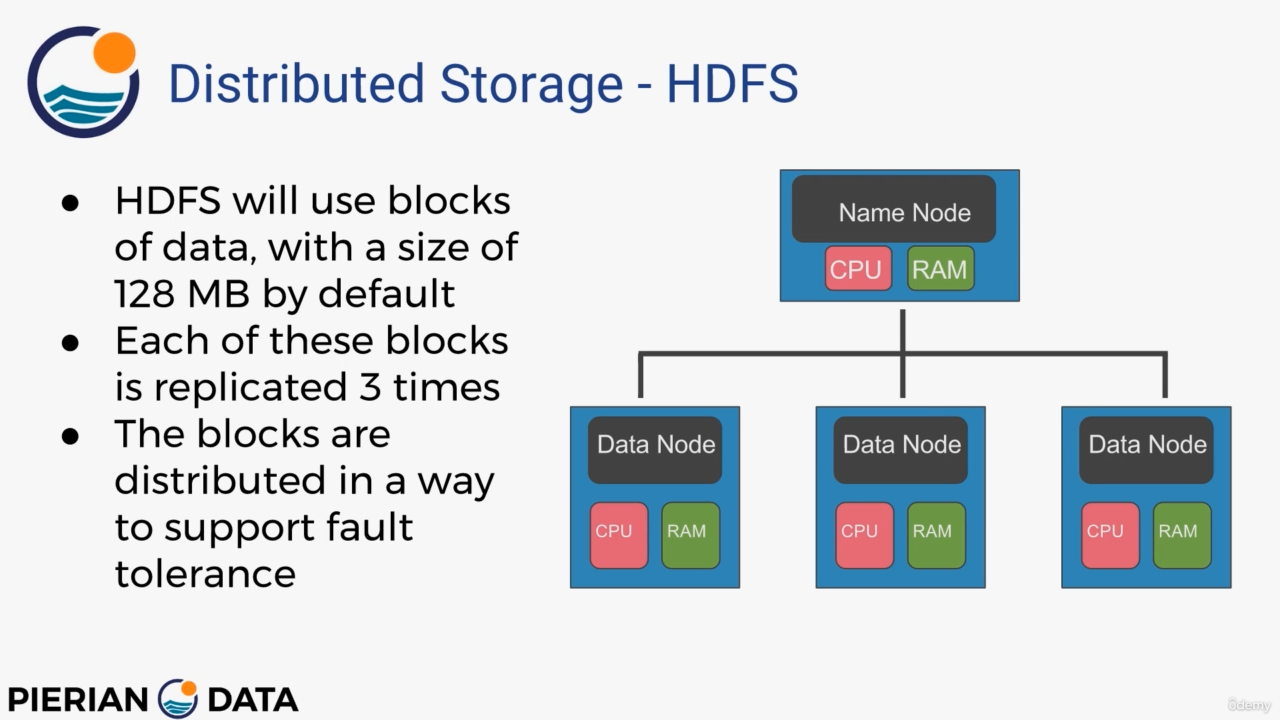 Distributed Storage - HDFS
● HDFS will use blocks
of data, with a size of
128 MB by default
● Each of these blocks
is replicated 3 times
● The blocks are
distributed in a way
to support fault
tolerance
Name Node
CPU RAM
Data Node Data Node Data Node
CPU RAM CPU RAM CPU RAM
PIERIAN DATA
ûdemy